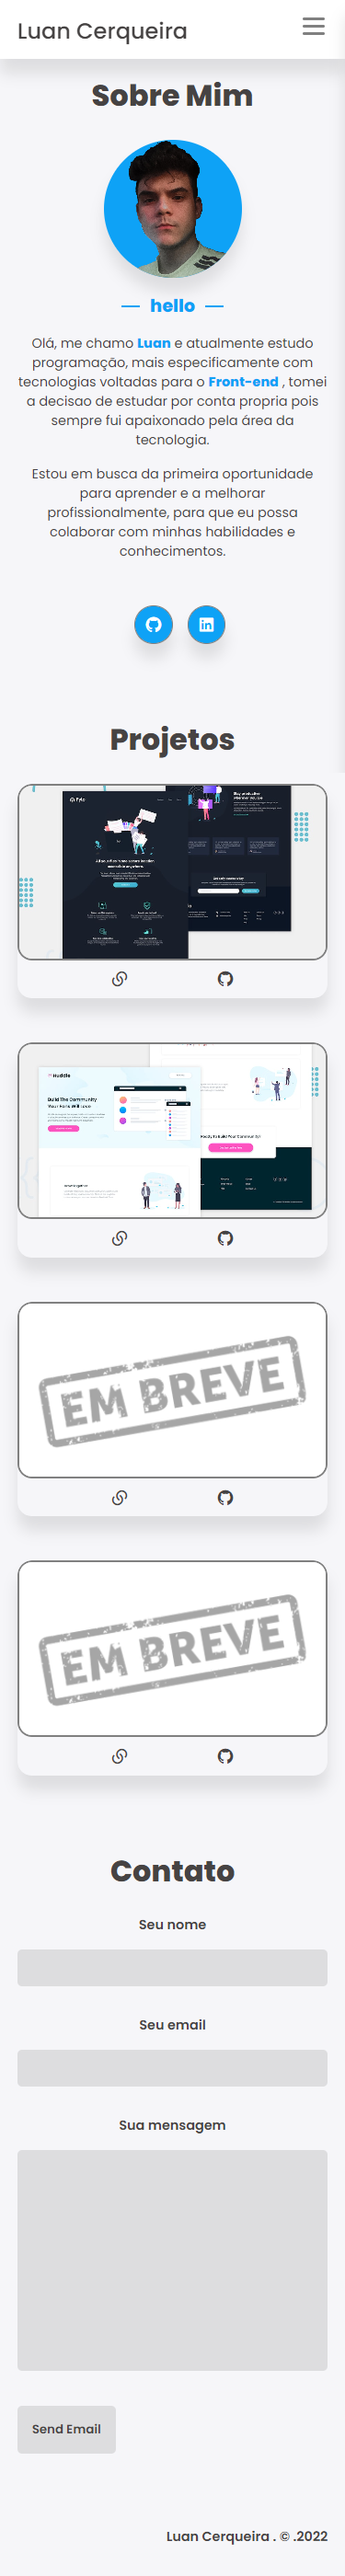 Luan Cerqueira
Sobre Mim
hello
Olá, me chamo Luan e atualmente estudo
programação, mais especificamente com
tecnologias voltadas para o Front-end , tomei
a decisao de estudar por conta propria pois
sempre fui apaixonado pela área da
tecnologia.
Estou em busca da primeira oportunidade
para aprender e a melhorar
profissionalmente, para que eu possa
colaborar com minhas habilidades e
conhecimentos.
Projetos
Fylo
Huddle
Build The Community
Your Fans Will Love
Ready To Build Your Community?
EM BREVE
EM BREVE
Contato
Seu nome
Seu email
Sua mensagem
Send Email
Luan Cerqueira . © .2022